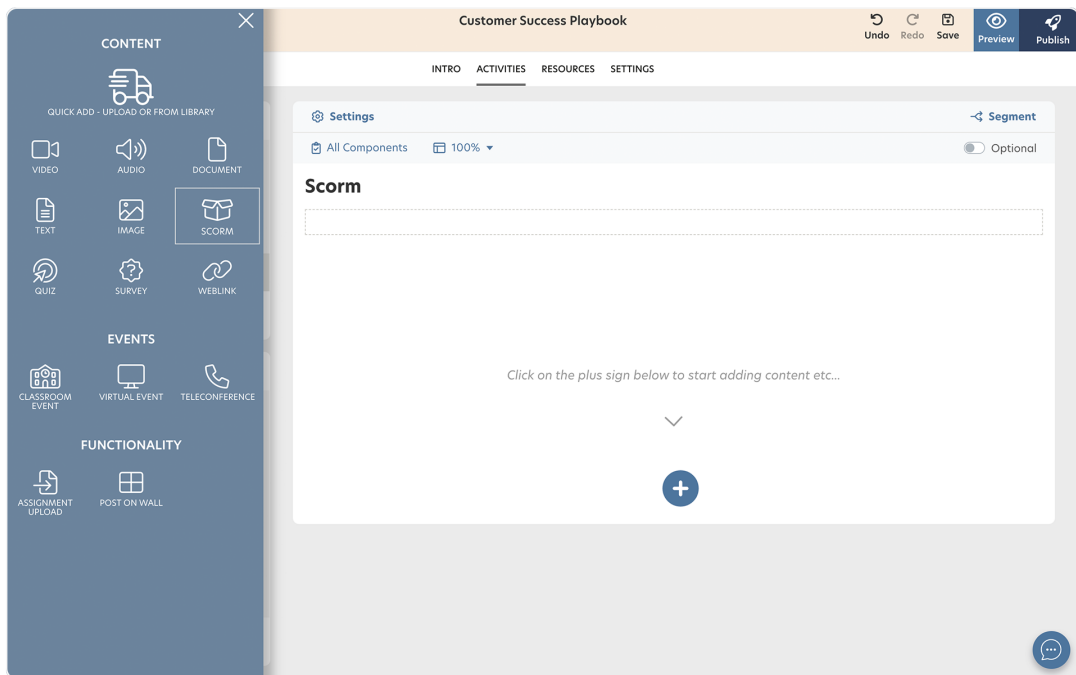 CONTENT
QUICK ADD - UPLOAD OR FROM LIBRARY
VIDEO
AUDIO
DOCUMENT
TEXT
IMAGE
SCORM
QUIZ
SURVEY
WEBLINK
EVENTS
CLASSROOM
EVENT
VIRTUAL EVENT
TELECONFERENCE
FUNCTIONALITY
ASSIGNMENT
UPLOAD
POST ON WALL
Customer Success Playbook
Undo
Redo
Save
Preview
Publish
INTRO
ACTIVITIES
RESOURCES
SETTINGS
Settings
Segment
All Components
100%
Optional
Scorm
Click on the plus sign below to start adding content etc...